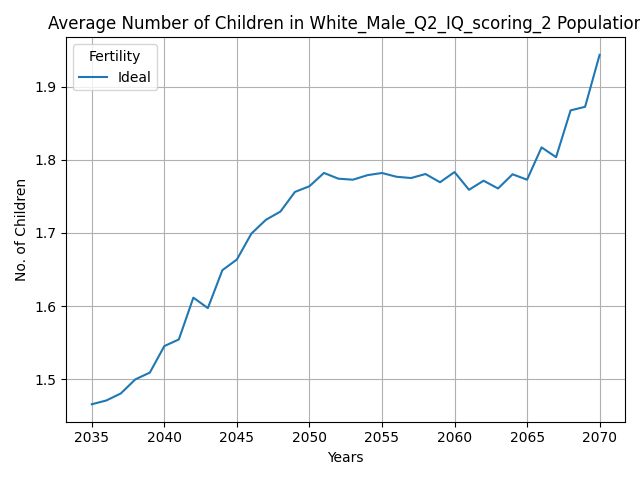 Average Number of Children in White_Male_Q2_IQ_scoring_2 Population
Fertility
Ideal
No. of Children
1.9
1.8
1.7
1.6
1.5
2035 2040 2045 2050 2055 2060 2065 2070
Years